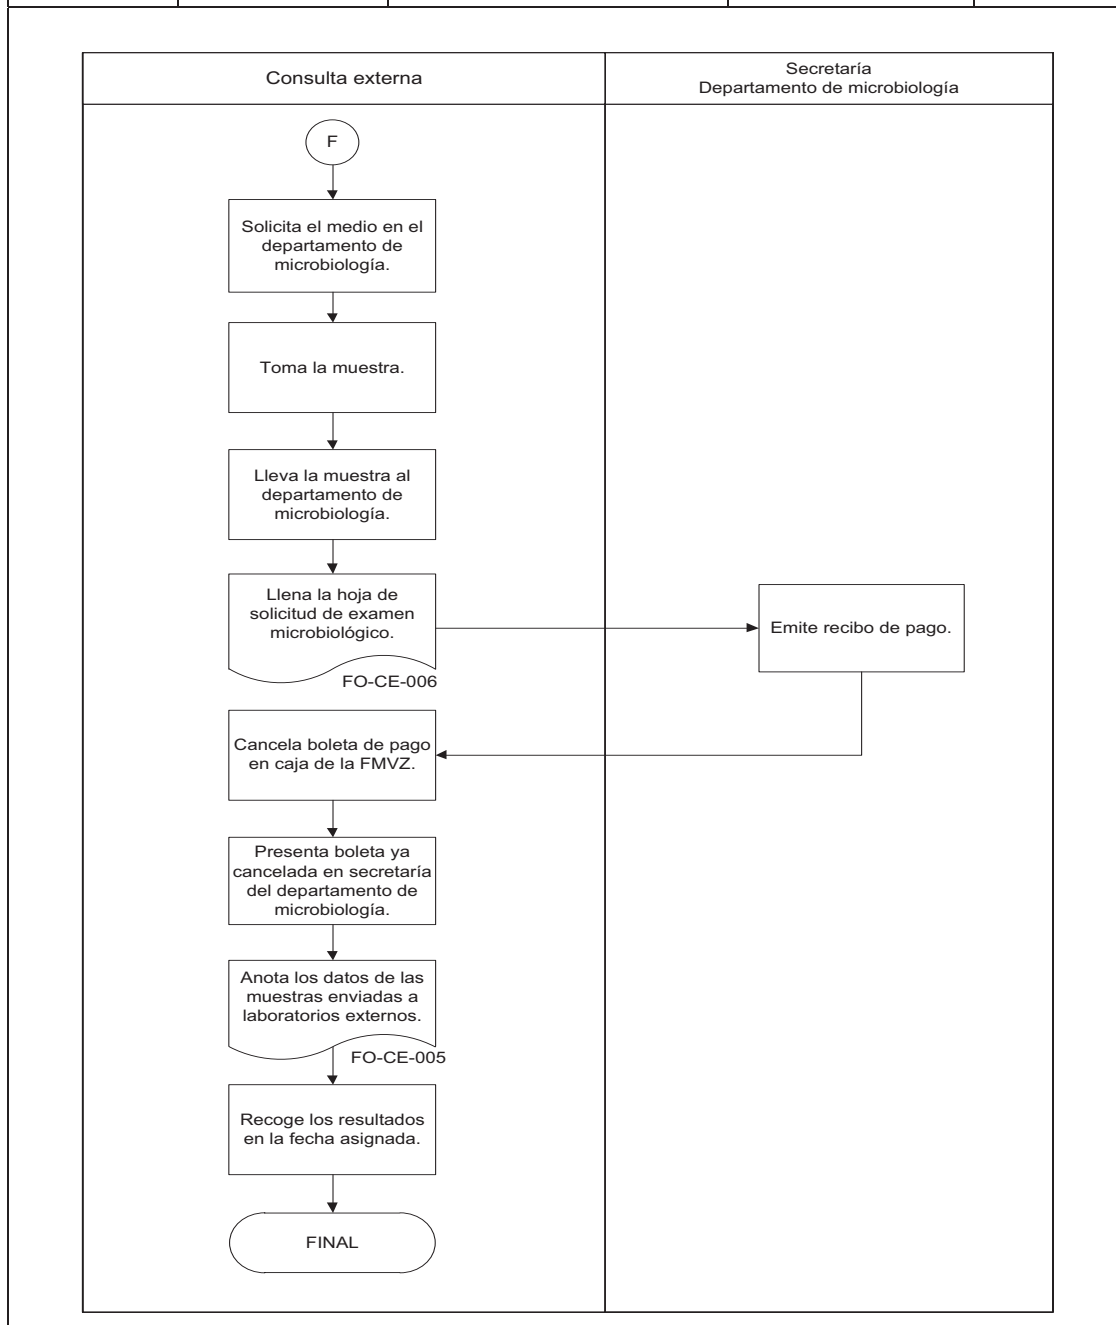 Consulta externa
Secretaría
Departamento de microbiología
F
Solicita el medio en el
departamento de
microbiología.
Toma la muestra.
Lleva la muestra al
departamento de
microbiología.
Llena la hoja de
solicitud de examen
microbiológico.
FO-CE-006
Emite recibo de pago.
Cancela boleta de pago
en caja de la FMVZ.
Presenta boleta ya
cancelada en secretaría
del departamento de
microbiología.
Anota los datos de las
muestras enviadas a
laboratorios externos.
FO-CE-005
Recoge los resultados
en la fecha asignada.
FINAL